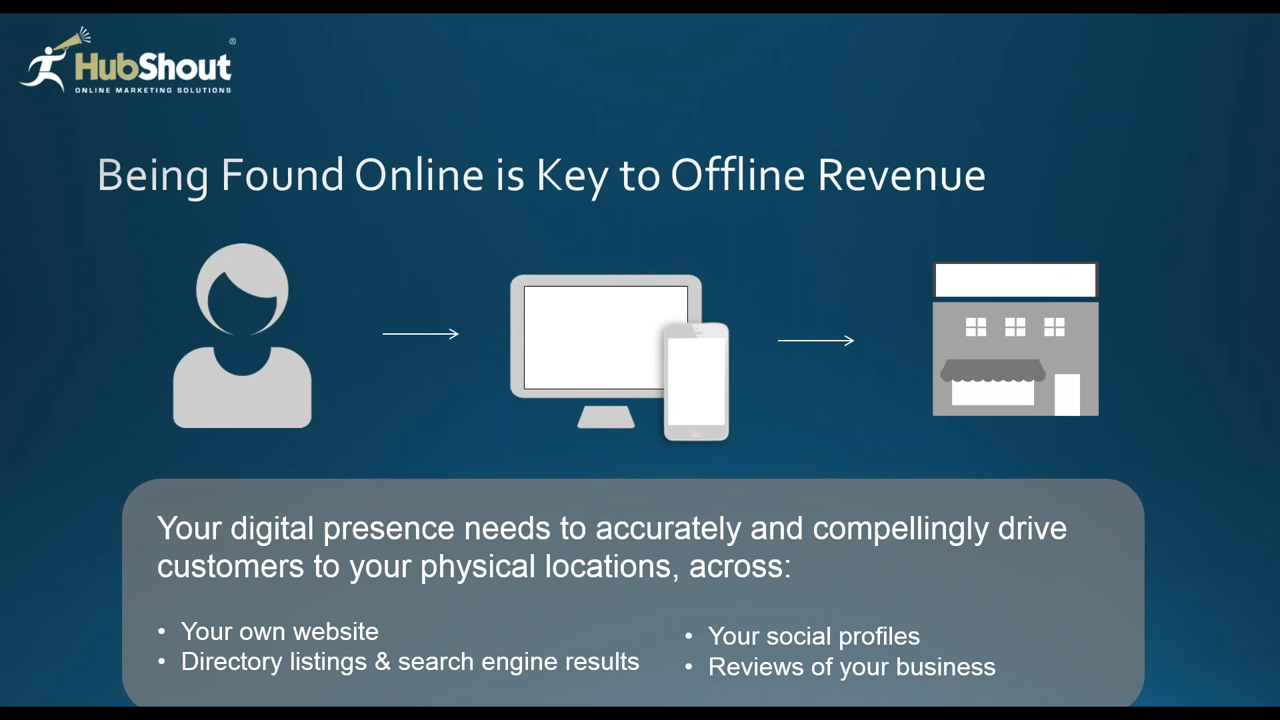 HubShout®
ONLINE MARKETING SOLUTIONS
Being Found Online is Key to Offline Revenue
Your digital presence needs to accurately and compellingly drive
customers to your physical locations, across:
• Your own website
• Directory listings & search engine results
• Your social profiles
• Reviews of your business